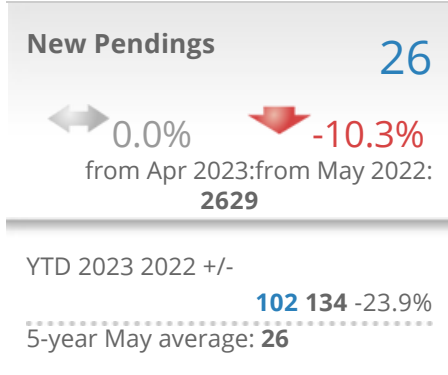 New Pendings 26
0.0% -10.3%
from Apr 2023:from May 2022:
2629
YTD 2023 2022 +/-
102 134 -23.9%
5-year May average: 26